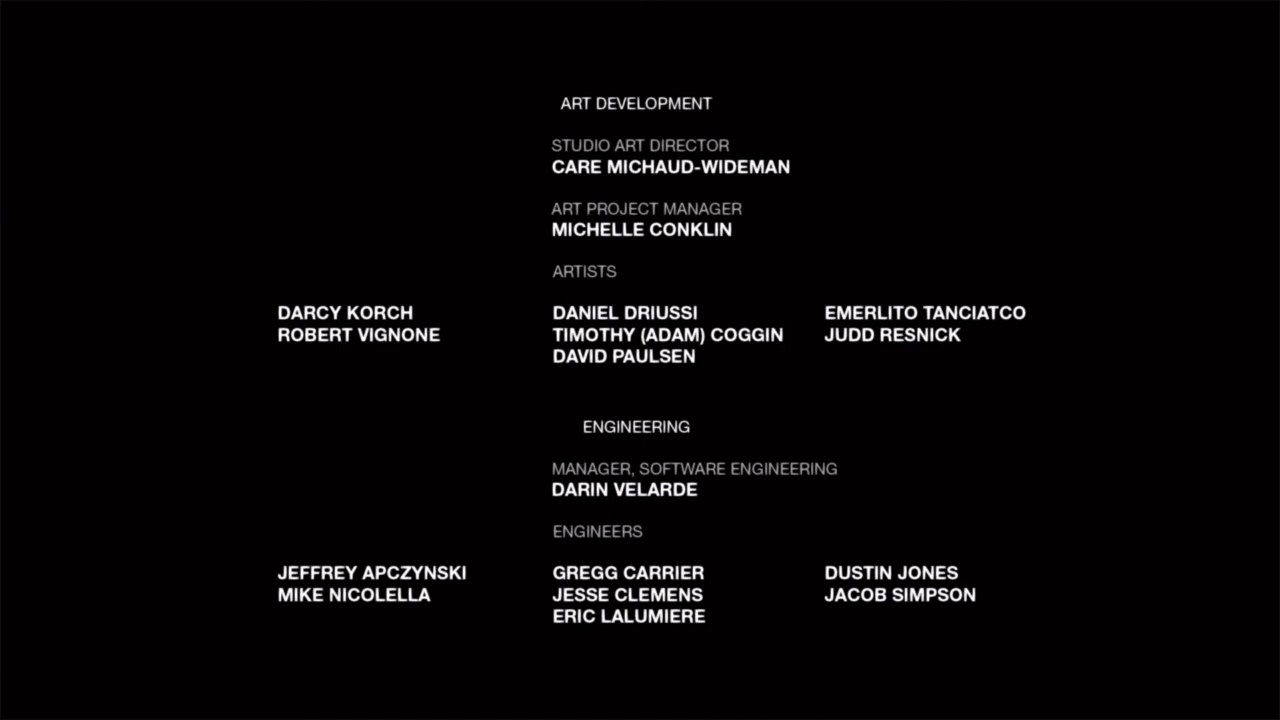 ART DEVELOPMENT
STUDIO ART DIRECTOR
CARE MICHAUD-WIDEMAN
ART PROJECT MANAGER
MICHELLE CONKLIN
ARTISTS
DARCY KORCH DANIEL DRIUSSI EMERLITO TANCIATCO
ROBERT VIGNONE TIMOTHY (ADAM) COGGIN JUDD RESNICK
DAVID PAULSEN
ENGINEERING
MANAGER, SOFTWARE ENGINEERING
DARIN VELARDE
ENGINEERS
JEFFREY APCZYNSKI GREGG CARRIER DUSTIN JONES
MIKE NICOLELLA JESSE CLEMENS JACOB SIMPSON
ERIC LALUMIERE